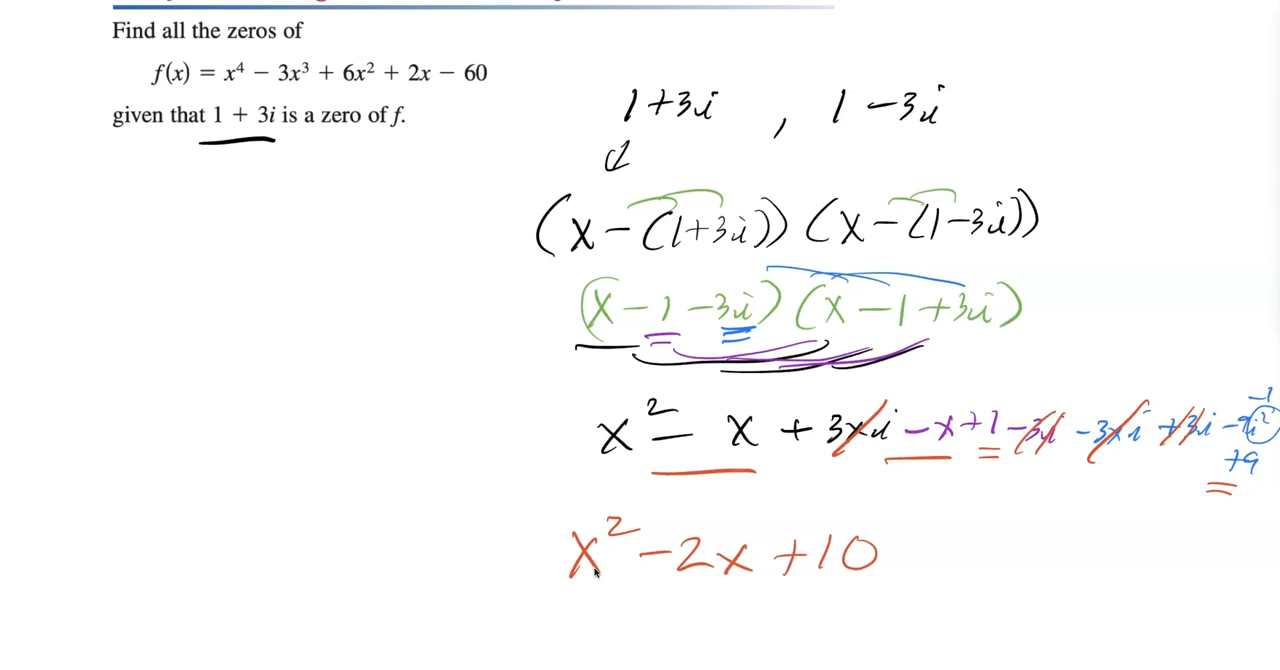 Find all the zeros of
f(x) = x⁴ − 3x³ + 6x² + 2x − 60
given that 1 + 3i is a zero of f.
1+3i , 1−3i
(x−(1+3i))(x−(1−3i))
(x−1−3i)(x−1+3i)
x² − x + 3xi − x + 1 − 3i − 3xi + 3i − 9i²
−1
+9
x² − 2x + 10